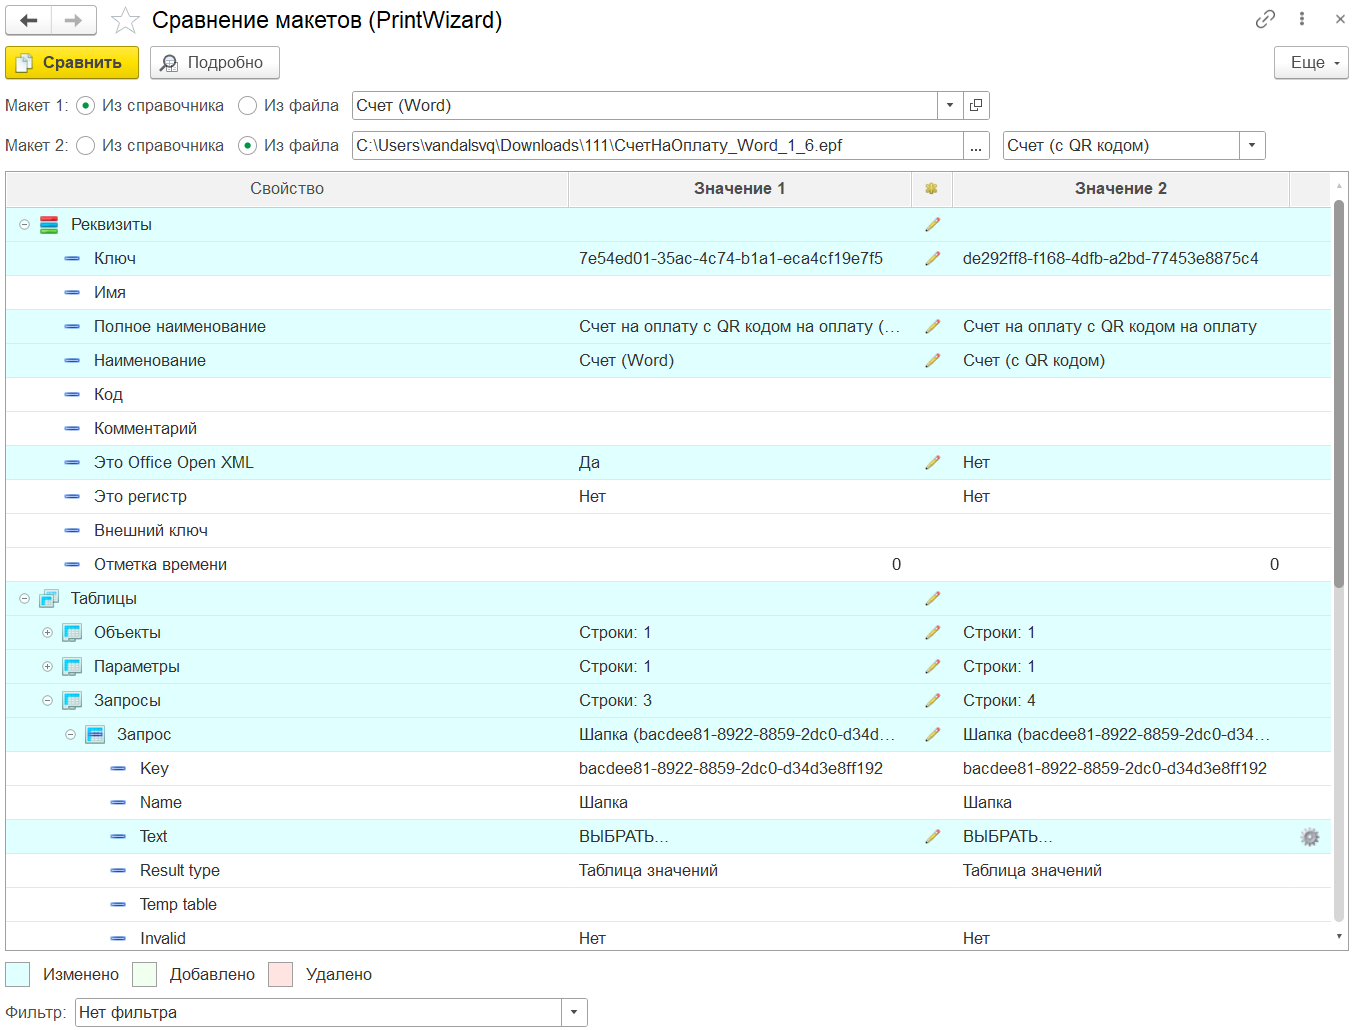 Сравнение макетов (PrintWizard)
Сравнить Подробно Еще
Макет 1: Из справочника Из файла Счет (Word)
Макет 2: Из справочника Из файла C:\Users\vandalsvq\Downloads\111\СчетНаОплату_Word_1_6.epf ... Счет (с QR кодом)
Свойство Значение 1 Значение 2
Реквизиты
Ключ 7e54ed01-35ac-4c74-b1a1-eca4cf19e7f5 de292ff8-f168-4dfb-a2bd-77453e8875c4
Имя
Полное наименование Счет на оплату с QR кодом на оплату (... Счет на оплату с QR кодом на оплату
Наименование Счет (Word) Счет (с QR кодом)
Код
Комментарий
Это Office Open XML Да Нет
Это регистр Нет Нет
Внешний ключ
Отметка времени 0 0
Таблицы
Объекты Строки: 1 Строки: 1
Параметры Строки: 1 Строки: 1
Запросы Строки: 3 Строки: 4
Запрос Шапка (bacdee81-8922-8859-2dc0-d34d... Шапка (bacdee81-8922-8859-2dc0-d34...
Key bacdee81-8922-8859-2dc0-d34d3e8ff192 bacdee81-8922-8859-2dc0-d34d3e8ff192
Name Шапка Шапка
Text ВЫБРАТЬ... ВЫБРАТЬ...
Result type Таблица значений Таблица значений
Temp table
Invalid Нет Нет
Изменено Добавлено Удалено
Фильтр: Нет фильтра